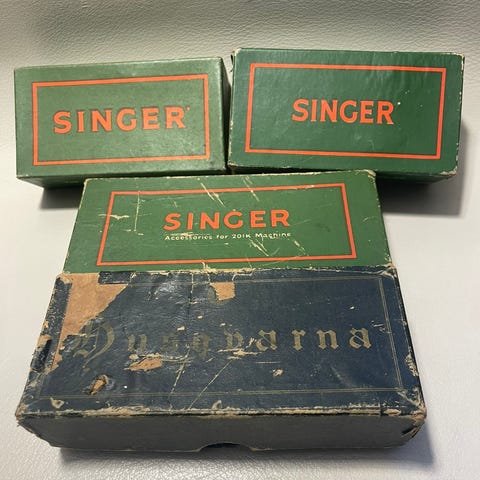 SINGER
SINGER
SINGER
Accessories for 201K Machine
Husqvarna